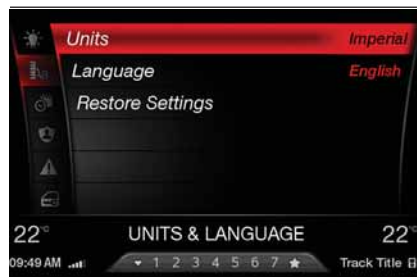 Units Imperial
Language English
Restore Settings
22°c UNITS & LANGUAGE 22°
09:49 AM 1 2 3 4 5 6 7 Track Title